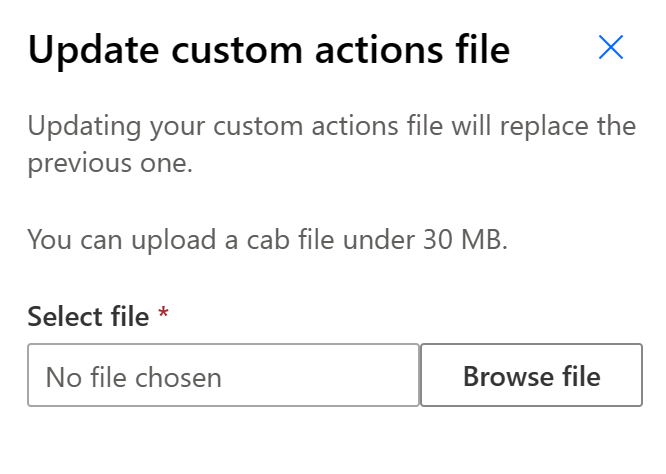 Update custom actions file
Updating your custom actions file will replace the
previous one.
You can upload a cab file under 30 MB.
Select file *
No file chosen
Browse file